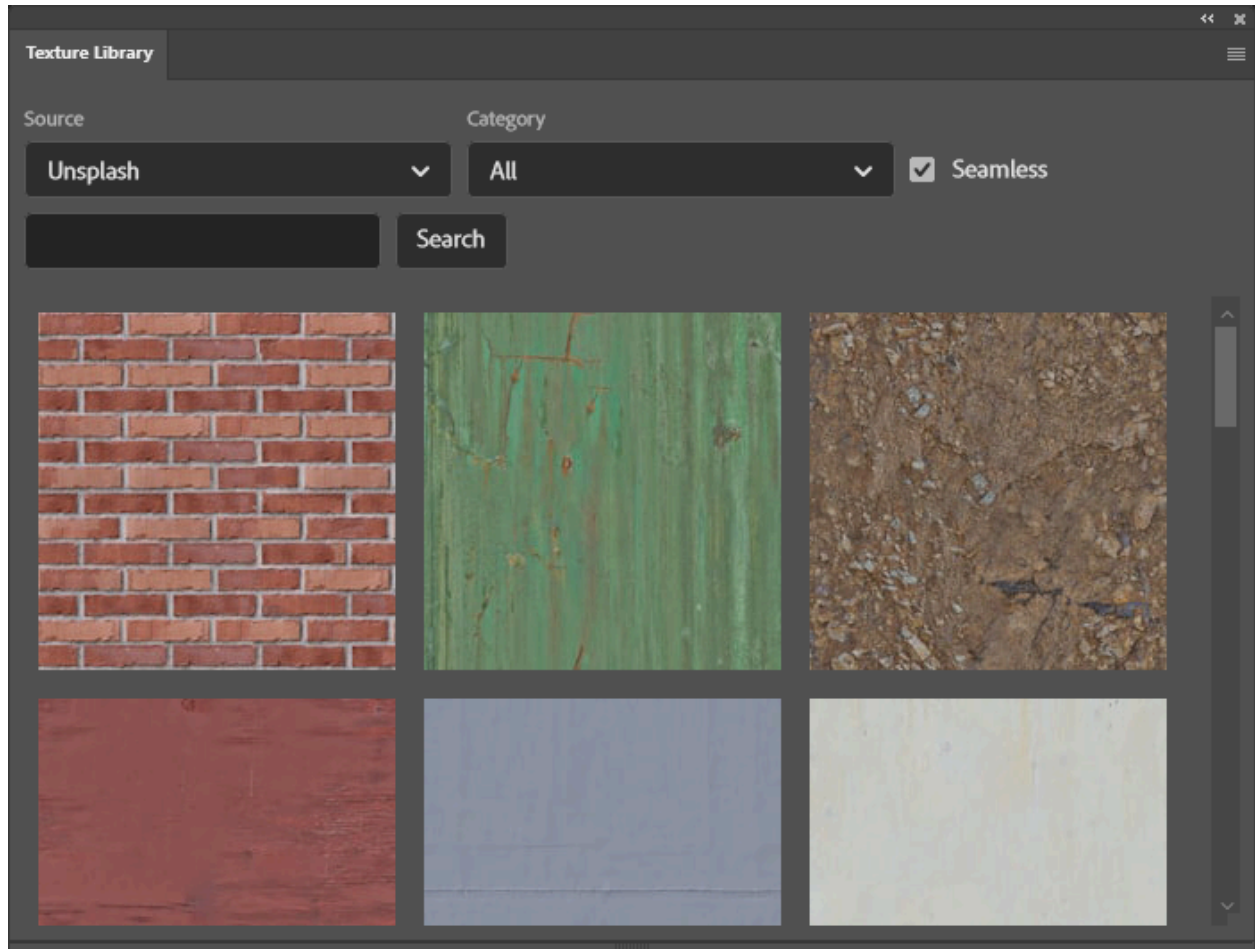 Texture Library
Source
Category
Unsplash
All
Seamless
Search